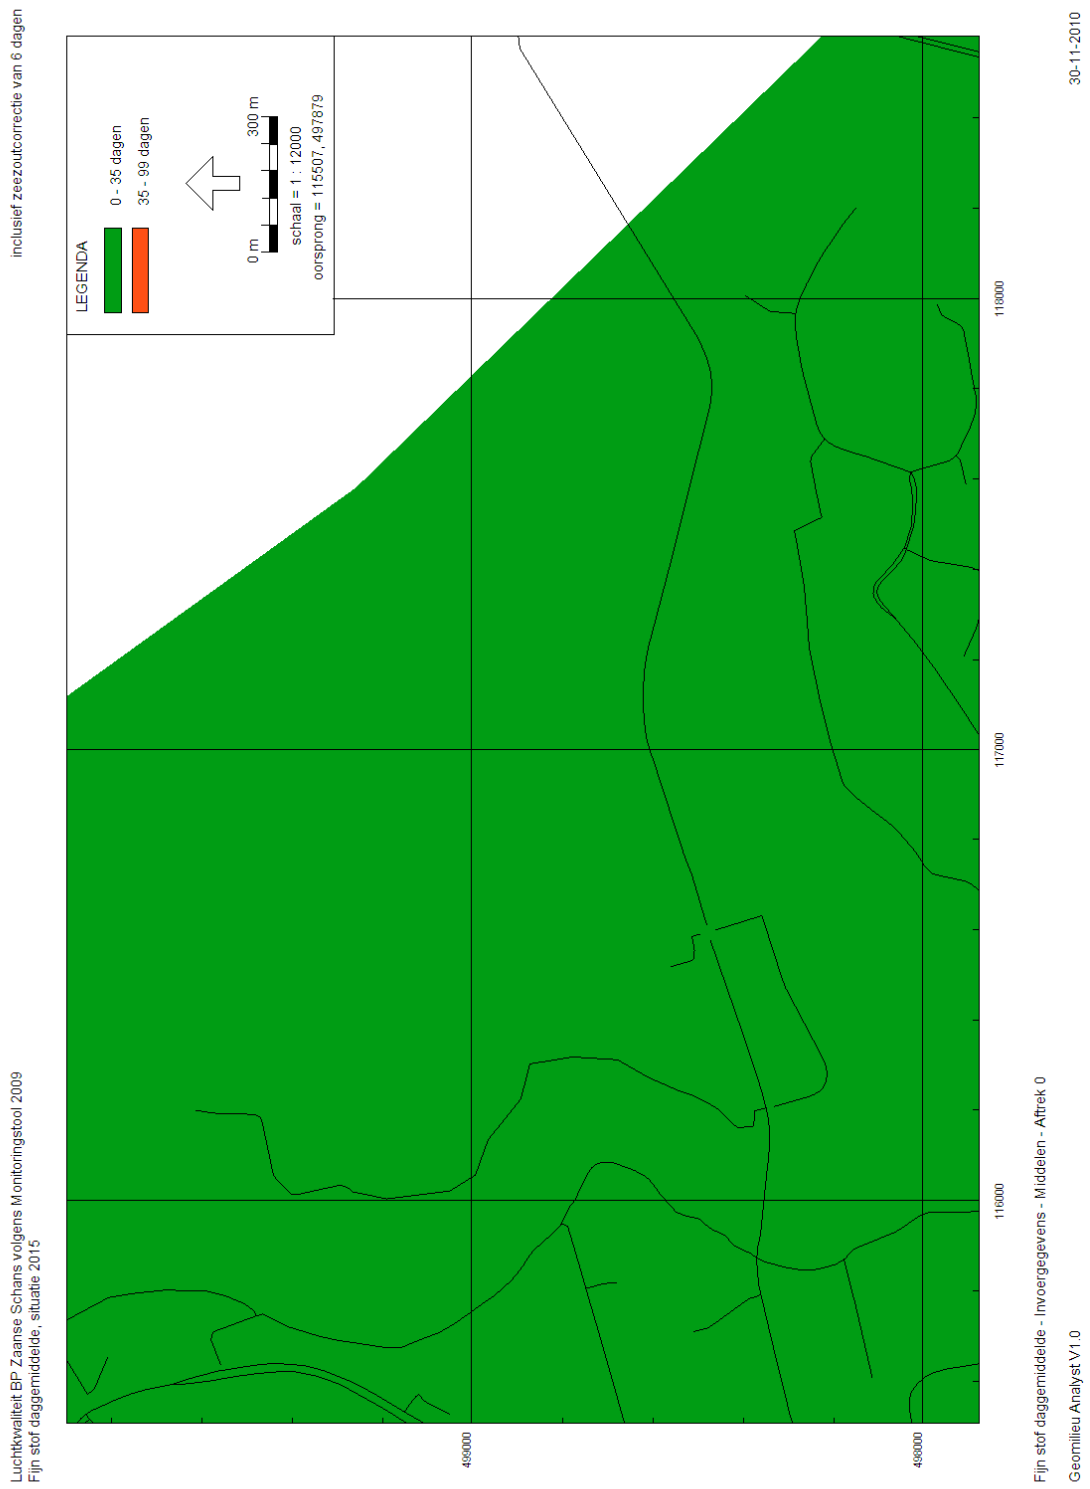 Luchtkwaliteit BP Zaanse Schans volgens Monitoringstool 2009
Fijn stof daggemiddelde, situatie 2015
inclusief zeezoutcorrectie van 6 dagen
LEGENDA
0 - 35 dagen
35 - 99 dagen
0 m 300 m
schaal = 1 : 12000
oorsprong = 115507, 497879
499000
498000
116000
117000
118000
Fijn stof daggemiddelde - Invoergegevens - Middelen - Aftrek 0
Geomilieu Analyst V1.0
30-11-2010